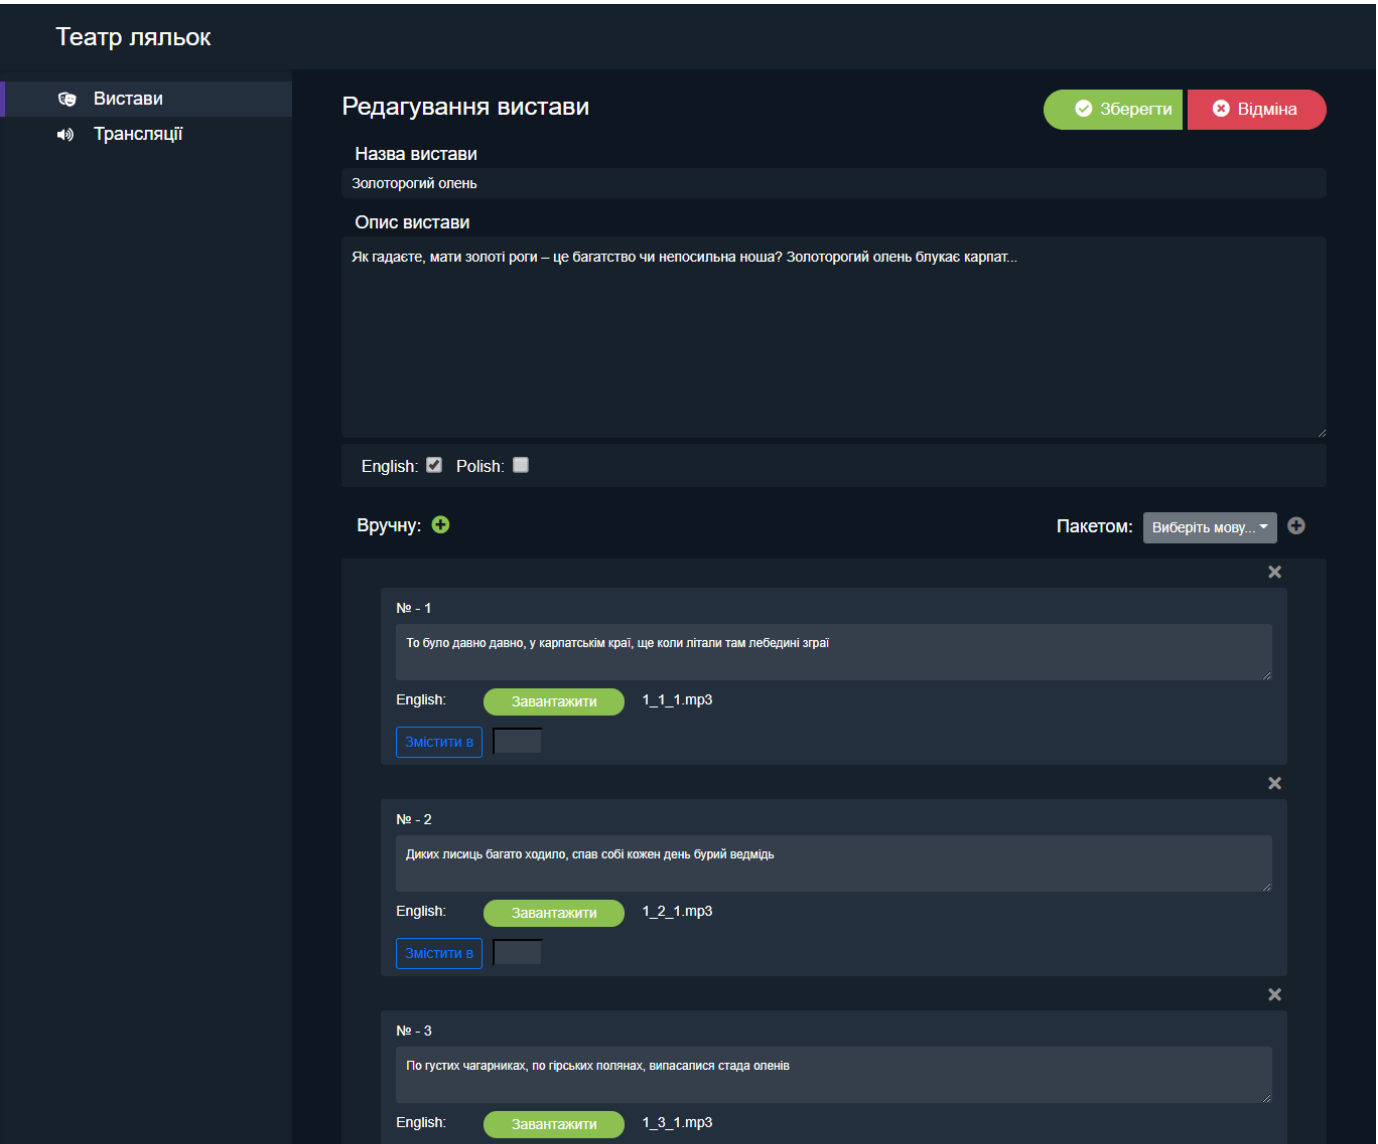 Театр ляльок
Вистави
Трансляції
Редагування вистави
Зберегти
Відміна
Назва вистави
Золоторогий олень
Опис вистави
Як гадаєте, мати золоті роги – це багатство чи непосильна ноша? Золоторогий олень блукає карпат...
English: Polish:
Вручну:
Пакетом: Виберіть мову...
№ - 1
То було давно давно, у карпатськім краї, ще коли літали там лебедині зграї
English: Завантажити 1_1_1.mp3
Змістити в
№ - 2
Диких лисиць багато ходило, спав собі кожен день бурий ведмідь
English: Завантажити 1_2_1.mp3
Змістити в
№ - 3
По густих чагарниках, по гірських полянах, випасалися стада оленів
English: Завантажити 1_3_1.mp3